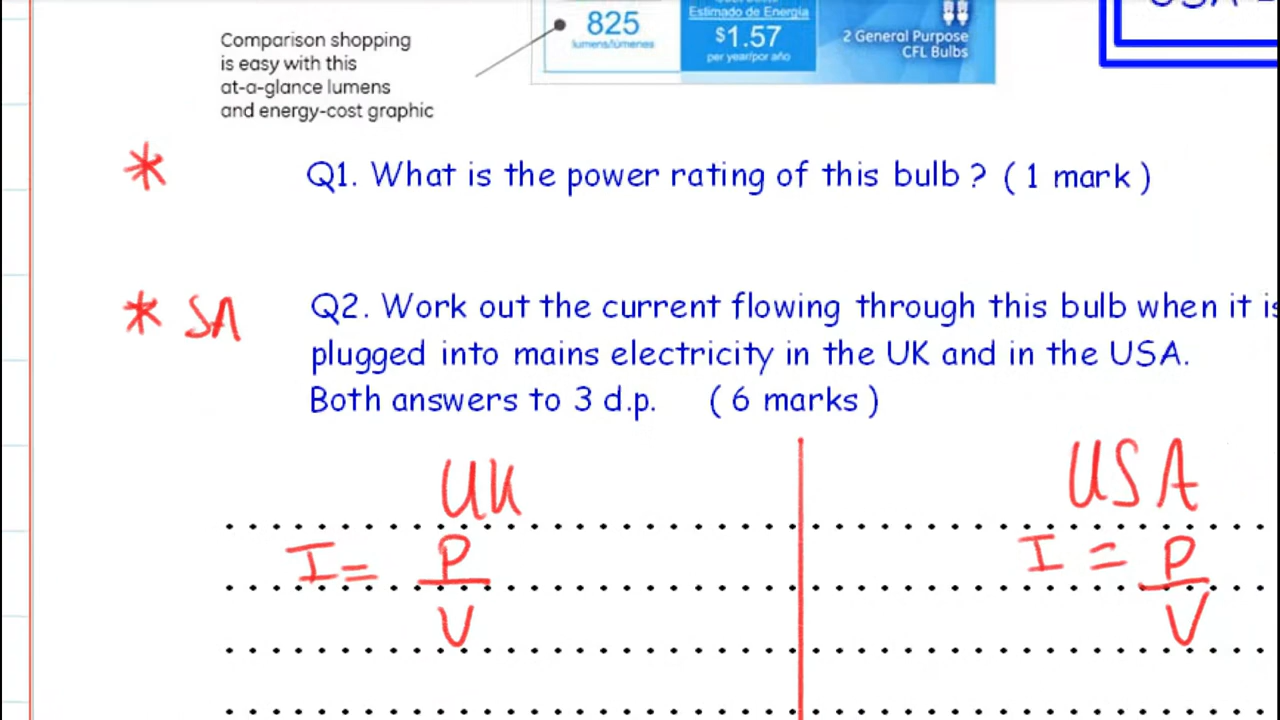 825
lumens/lúmenes
Estimado de Energía
$1.57
per year/por año
2 General Purpose
CFL Bulbs
Comparison shopping
is easy with this
at-a-glance lumens
and energy-cost graphic
* Q1. What is the power rating of this bulb ? ( 1 mark )
* SA Q2. Work out the current flowing through this bulb when it is
plugged into mains electricity in the UK and in the USA.
Both answers to 3 d.p. ( 6 marks )
UK
I = P
V
USA
I = P
V